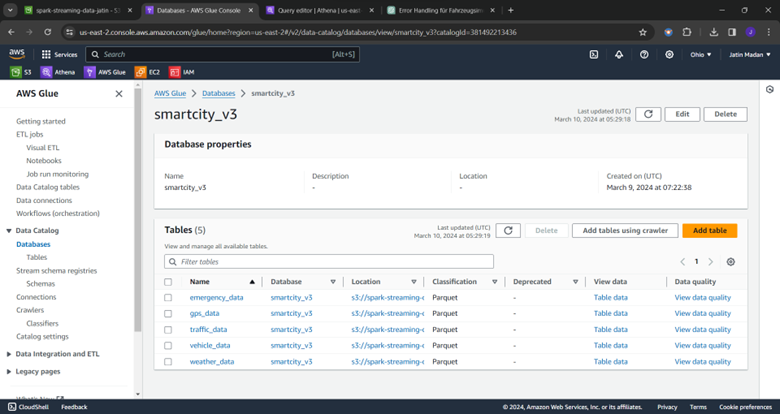 spark-streaming-data-jatin - S3
Databases - AWS Glue Console
Query editor | Athena | us-east
Error Handling für Fahrzeugsim
us-east-2.console.aws.amazon.com/glue/home?region=us-east-2#/v2/data-catalog/databases/view/smartcity_v3?catalogId=381492213436
aws
Services
Search
[Alt+S]
Ohio
Jatin Madan
S3
Athena
AWS Glue
EC2
IAM
AWS Glue
Getting started
ETL jobs
Visual ETL
Notebooks
Job run monitoring
Data Catalog tables
Data connections
Workflows (orchestration)
Data Catalog
Databases
Tables
Stream schema registries
Schemas
Connections
Crawlers
Classifiers
Catalog settings
Data Integration and ETL
Legacy pages
What's New
AWS Glue > Databases > smartcity_v3
smartcity_v3
Last updated (UTC)
March 10, 2024 at 05:29:18
Edit
Delete
Database properties
Name
smartcity_v3
Description
-
Location
-
Created on (UTC)
March 9, 2024 at 07:22:38
Tables (5)
View and manage all available tables.
Last updated (UTC)
March 10, 2024 at 05:29:19
Delete
Add tables using crawler
Add table
Filter tables
1
Name Database Location Classification Deprecated View data Data quality
emergency_data smartcity_v3 s3://spark-streaming- Parquet - Table data View data quality
gps_data smartcity_v3 s3://spark-streaming- Parquet - Table data View data quality
traffic_data smartcity_v3 s3://spark-streaming- Parquet - Table data View data quality
vehicle_data smartcity_v3 s3://spark-streaming- Parquet - Table data View data quality
weather_data smartcity_v3 s3://spark-streaming- Parquet - Table data View data quality
CloudShell
Feedback
© 2024, Amazon Web Services, Inc. or its affiliates.
Privacy
Terms
Cookie preferences